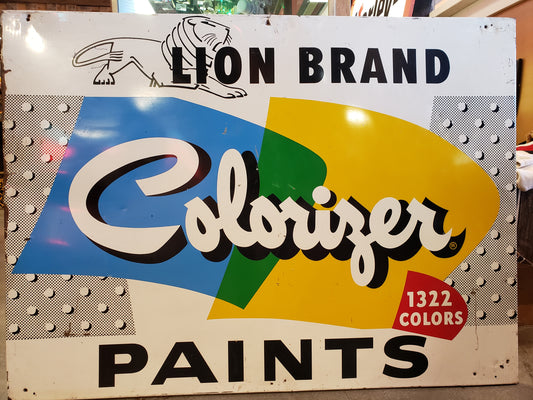 LION BRAND
Colorizer®
1322
COLORS
PAINTS